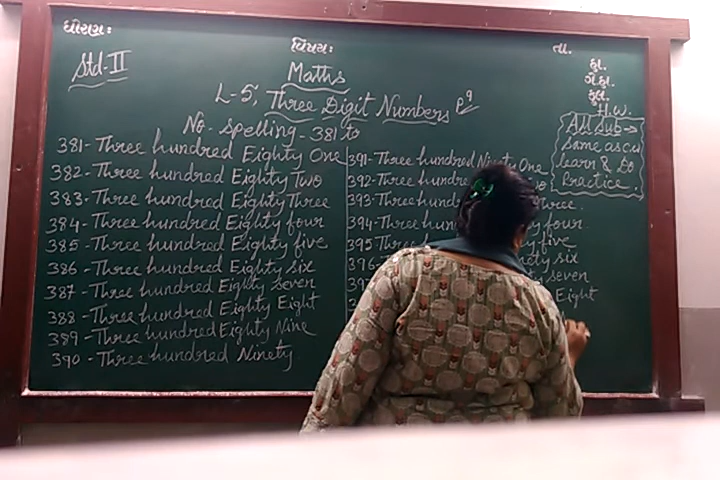 ધોરણ:
વિષય:
તા.
હા.
ગે.હા.
કુલ.
Std-II
Maths
L-5, Three Digit Numbers P 9
No-Spelling-381 to
381-Three hundred Eighty One
382-Three hundred Eighty Two
383-Three hundred Eighty Three
384-Three hundred Eighty four
385-Three hundred Eighty five
386-Three hundred Eighty six
387-Three hundred Eighty Seven
388-Three hundred Eighty Eight
389-Three hundred Eighty Nine
390-Three hundred Ninety
391-Three hundred Ninety One
392-Three hundred
393-Three
394-Three four
395-Three five
396- six
seven
Eight
H.W.
All Sub→
Same as cw
Learn & do
Practice.